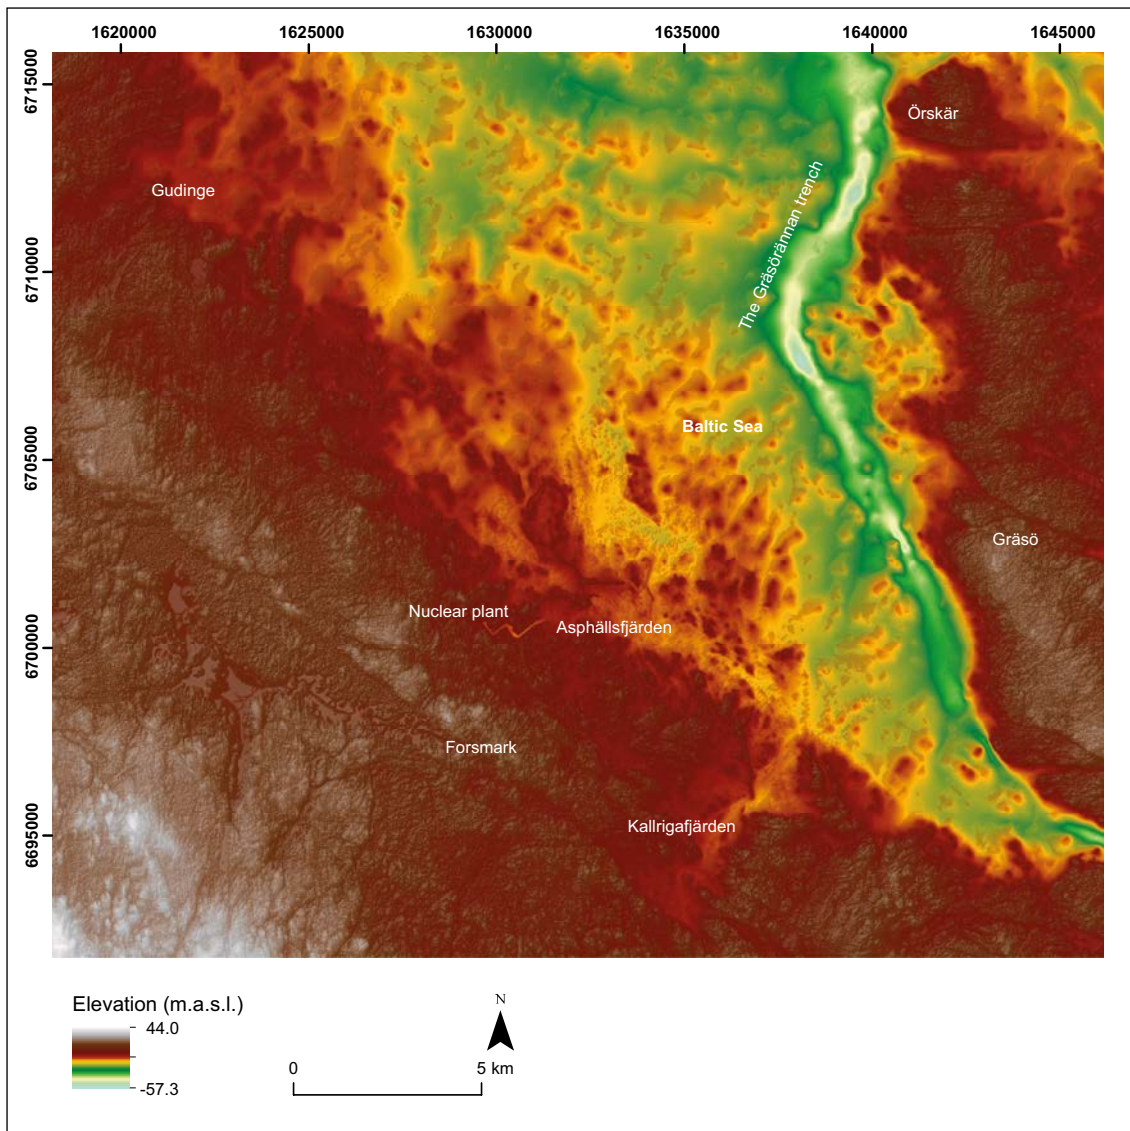 1620000 1625000 1630000 1635000 1640000 1645000
6715000
Örskär
Gudinge
The Gräsörännan trench
6710000
Baltic Sea
6705000
Gräsö
Nuclear plant
Asphällsfjärden
6700000
Forsmark
Kallrigafjärden
6695000
Elevation (m.a.s.l.)
44.0
-57.3
N
0 5 km